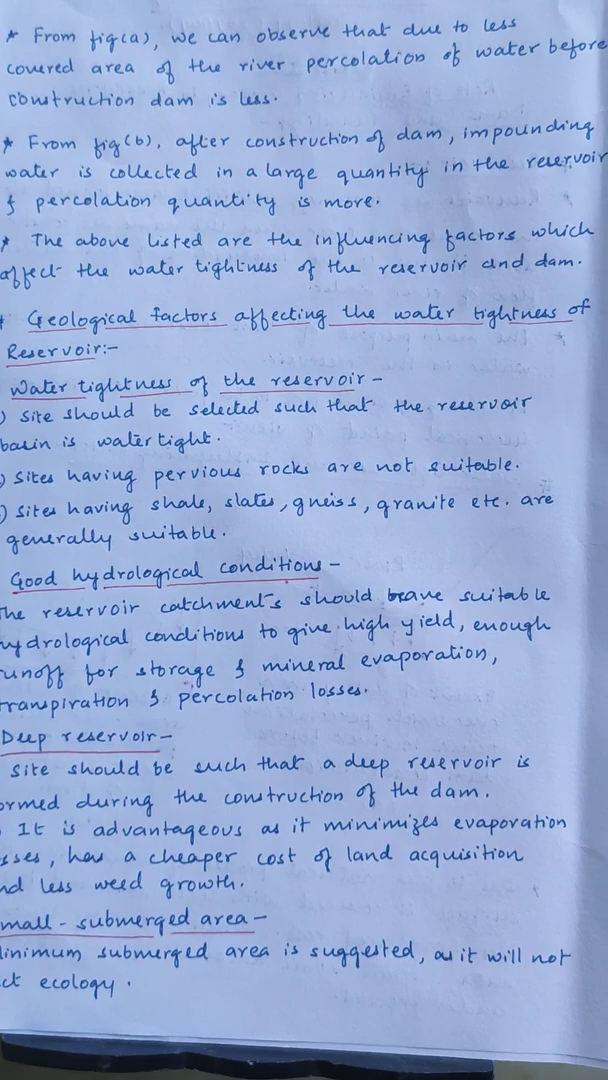 * From fig(a), we can observe that due to less
covered area of the river percolation of water before
construction dam is less.
* From fig(b), after construction of dam, impounding
water is collected in a large quantity in the reservoir
& percolation quantity is more.
* The above listed are the influencing factors which
affect the water tightness of the reservoir and dam.
* Geological factors affecting the water tightness of
Reservoir:-
Water tightness of the reservoir -
) site should be selected such that the reservoir
basin is water tight.
) sites having pervious rocks are not suitable.
) sites having shale, slates, gneiss, granite etc. are
generally suitable.
Good hydrological conditions -
The reservoir catchments should have suitable
hydrological conditions to give high yield, enough
runoff for storage & mineral evaporation,
transpiration & percolation losses.
Deep reservoir -
site should be such that a deep reservoir is
ormed during the construction of the dam.
It is advantageous as it minimizes evaporation
sses, has a cheaper cost of land acquisition
nd less weed growth.
mall - submerged area -
Minimum submerged area is suggested, as it will not
ct ecology.